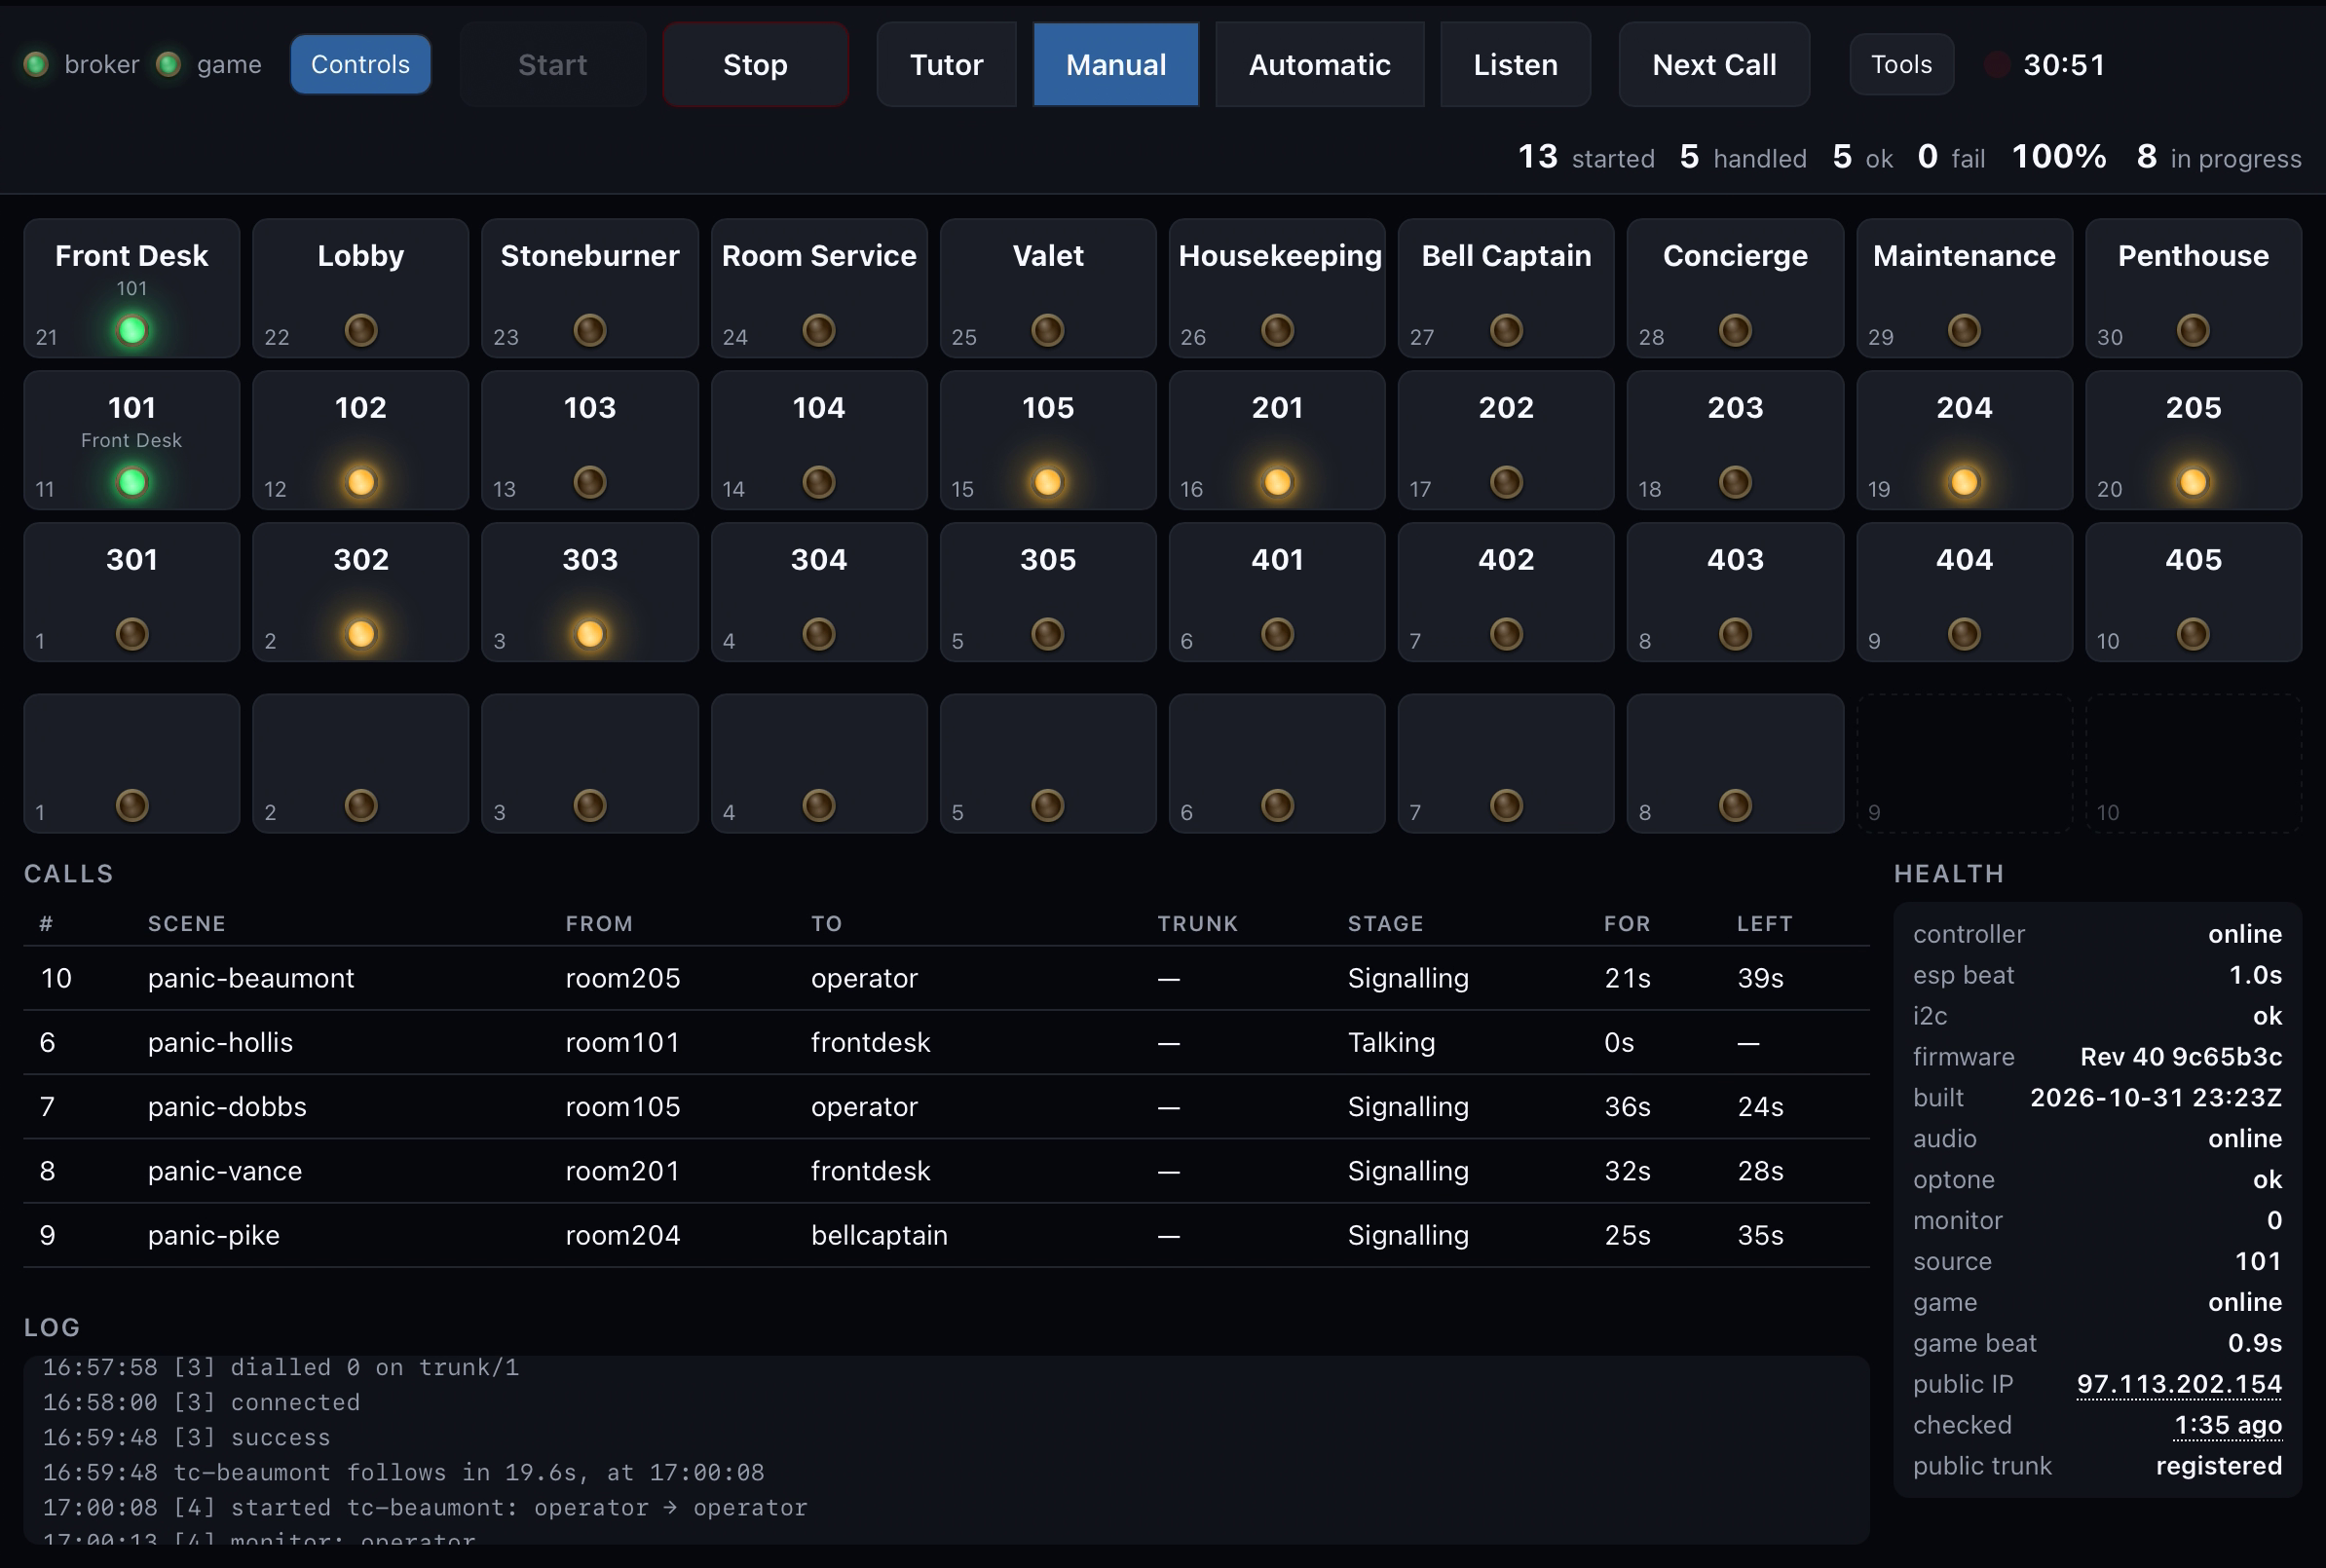 broker game Controls Start Stop Tutor Manual Automatic Listen Next Call Tools 30:51
13 started 5 handled 5 ok 0 fail 100% 8 in progress
Front Desk Lobby Stoneburner Room Service Valet Housekeeping Bell Captain Concierge Maintenance Penthouse
101
21 22 23 24 25 26 27 28 29 30
101 102 103 104 105 201 202 203 204 205
Front Desk
11 12 13 14 15 16 17 18 19 20
301 302 303 304 305 401 402 403 404 405
1 2 3 4 5 6 7 8 9 10
1 2 3 4 5 6 7 8 9 10
CALLS
# SCENE FROM TO TRUNK STAGE FOR LEFT
10 panic-beaumont room205 operator — Signalling 21s 39s
6 panic-hollis room101 frontdesk — Talking 0s —
7 panic-dobbs room105 operator — Signalling 36s 24s
8 panic-vance room201 frontdesk — Signalling 32s 28s
9 panic-pike room204 bellcaptain — Signalling 25s 35s
LOG
16:57:58 [3] dialled 0 on trunk/1
16:58:00 [3] connected
16:59:48 [3] success
16:59:48 tc-beaumont follows in 19.6s, at 17:00:08
17:00:08 [4] started tc-beaumont: operator → operator
17:00:13 [4] monitor: operator
HEALTH
controller online
esp beat 1.0s
i2c ok
firmware Rev 40 9c65b3c
built 2026-10-31 23:23Z
audio online
optone ok
monitor 0
source 101
game online
game beat 0.9s
public IP 97.113.202.154
checked 1:35 ago
public trunk registered